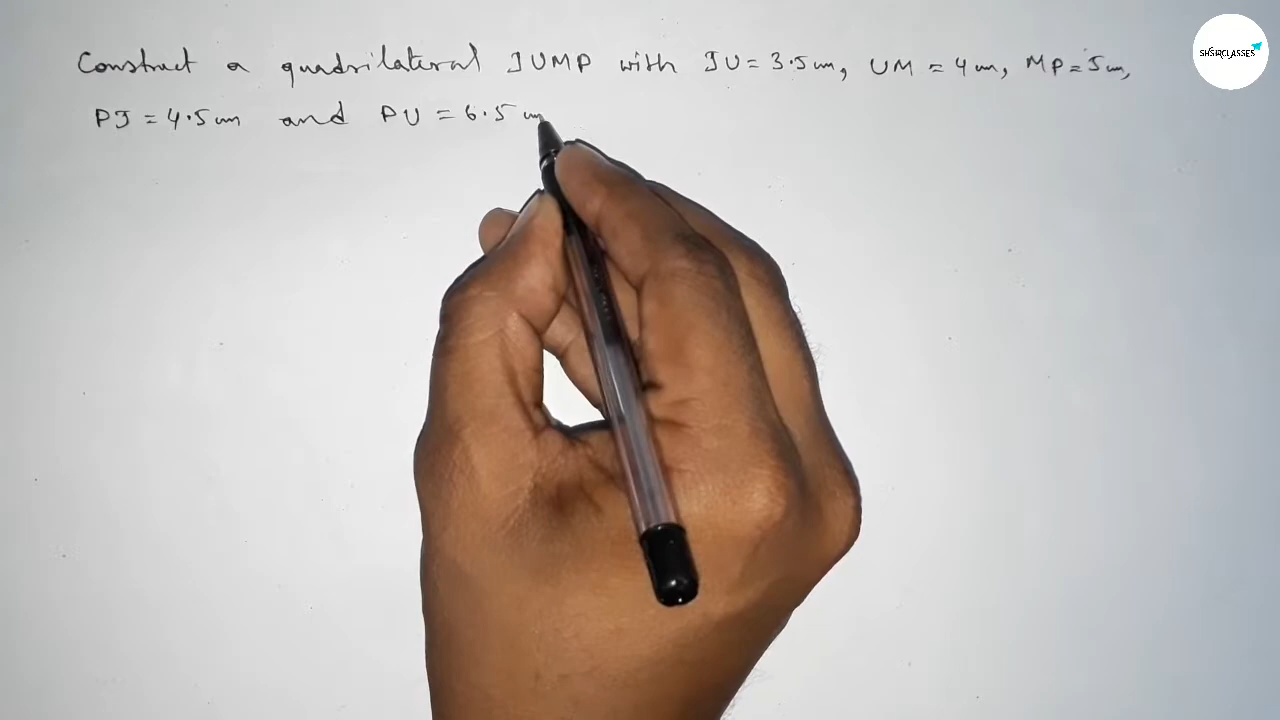 Construct a quadrilateral JUMP with JU = 3.5 cm, UM = 4 cm, MP = 5 cm,
PJ = 4.5 cm and PU = 6.5 cm
SHSIRCLASSES